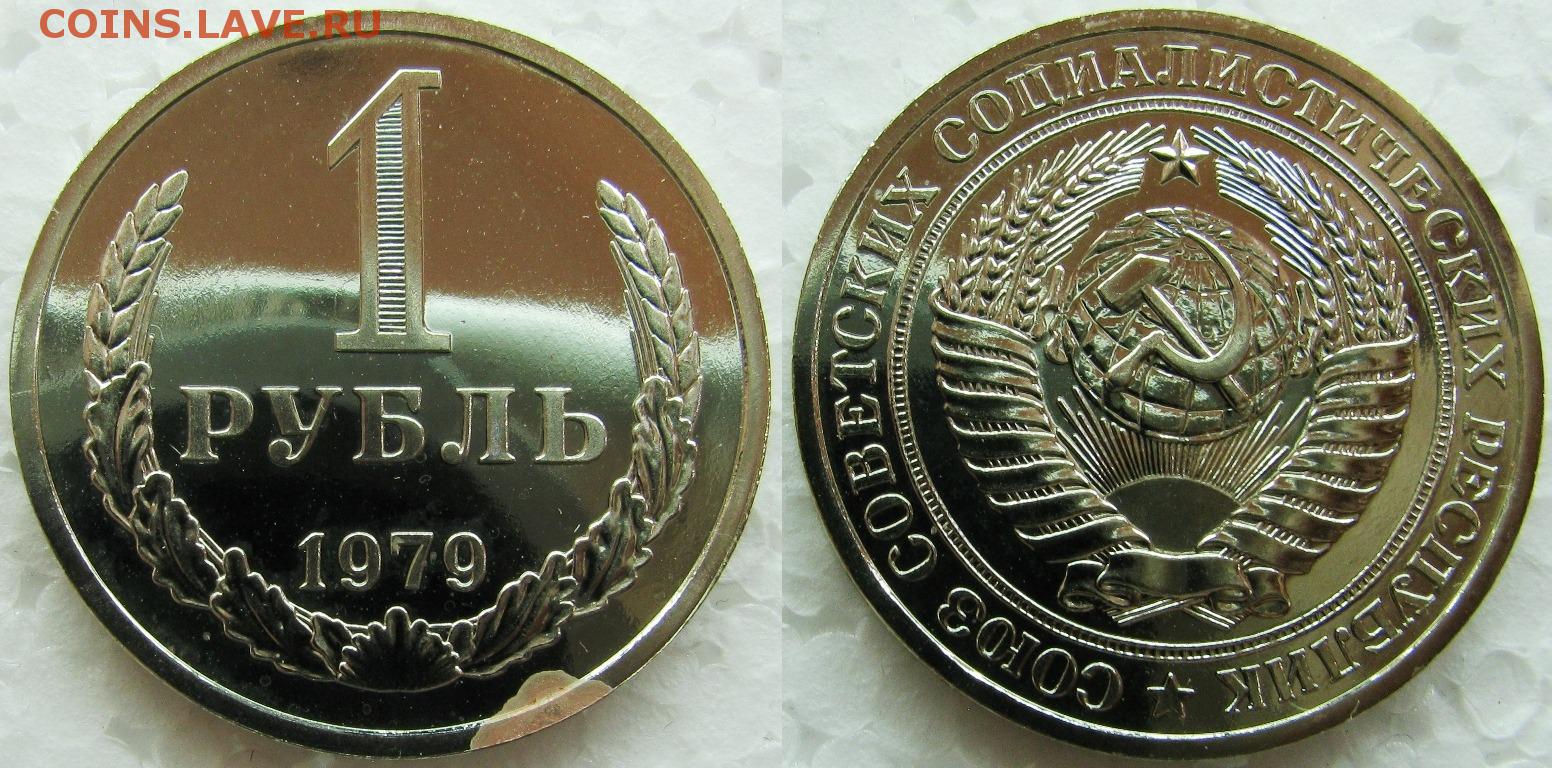 COINS.LAVE.RU
1
РУБЛЬ
1979
СОЮЗ СОВЕТСКИХ СОЦИАЛИСТИЧЕСКИХ РЕСПУБЛИК